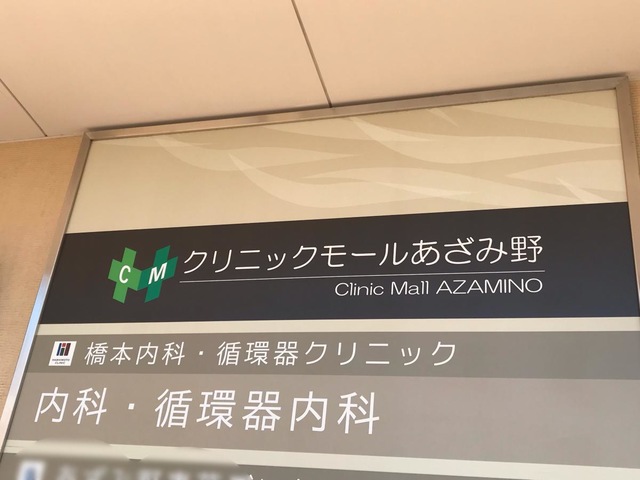 CM クリニックモールあざみ野
Clinic Mall AZAMINO
橋本内科・循環器クリニック
内科・循環器内科